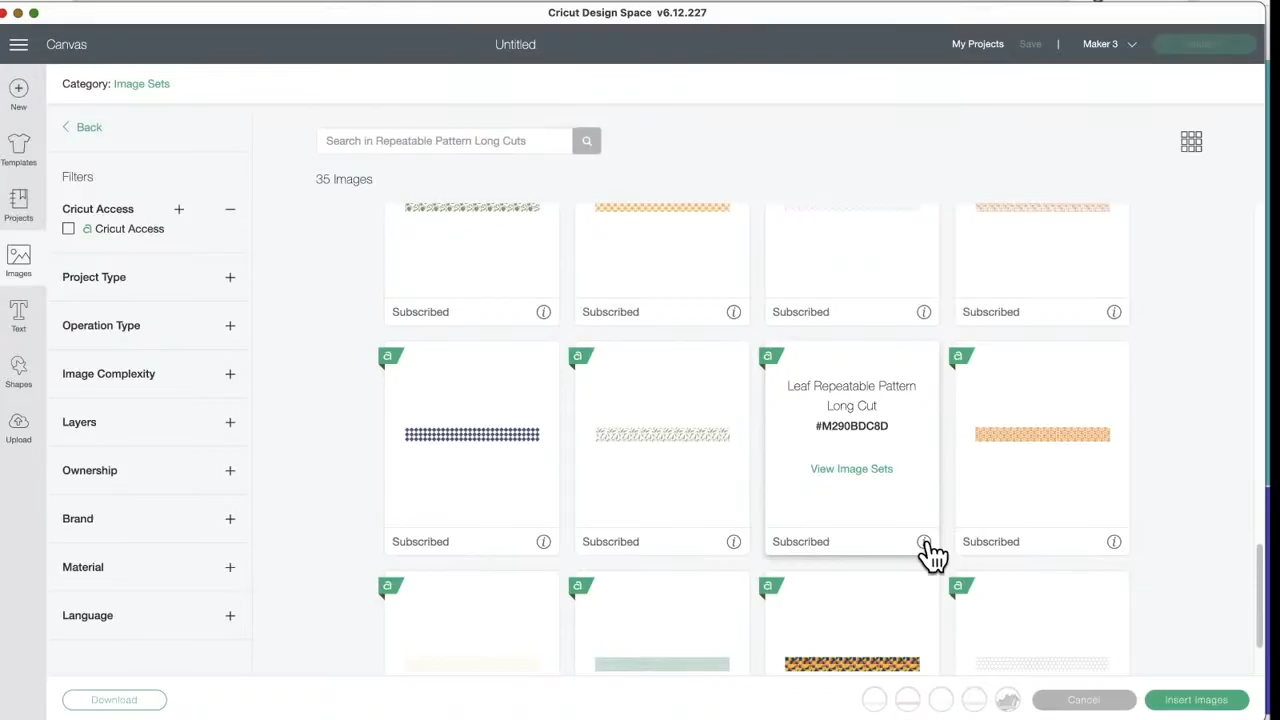 Cricut Design Space v6.12.227
Canvas
Untitled
My Projects Save | Maker 3
New
Templates
Projects
Images
Text
Shapes
Upload
Category: Image Sets
Back
Filters
Cricut Access + −
a Cricut Access
Project Type +
Operation Type +
Image Complexity +
Layers +
Ownership +
Brand +
Material +
Language +
Download
Search in Repeatable Pattern Long Cuts
35 Images
Subscribed i
Subscribed i
Subscribed i
Subscribed i
a
a
a
a
Leaf Repeatable Pattern
Long Cut
#M290BDC8D
View Image Sets
Subscribed i
Subscribed i
Subscribed
Subscribed i
a
a
a
a
Cancel
Insert Images